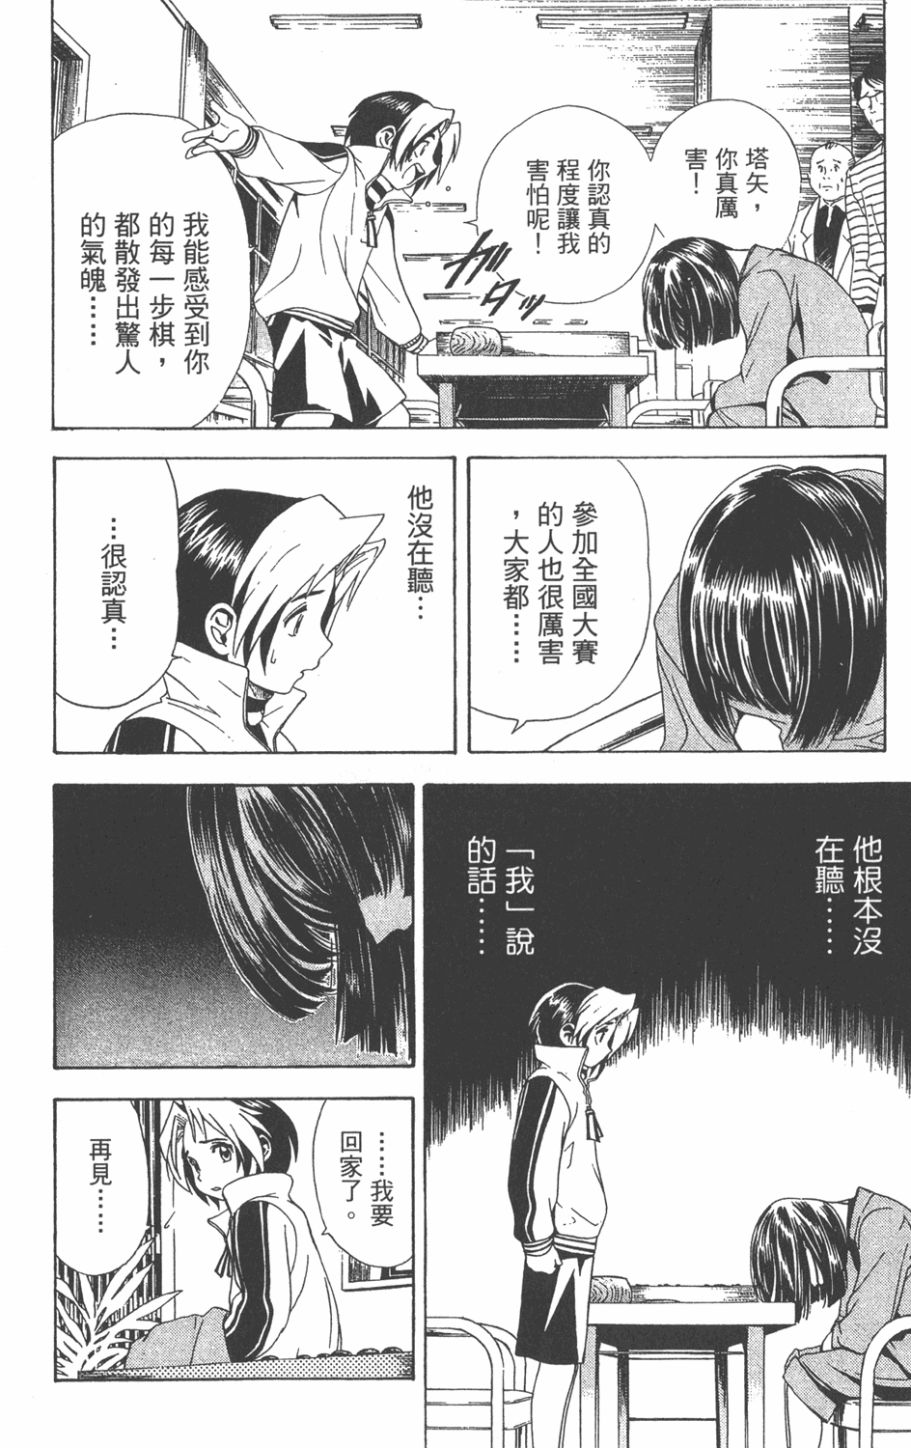 塔矢，
你真厲
害！
你認真的
程度讓我
害怕呢！
ガタッ
我能感受到你
的每一步棋，
都散發出驚人
的氣魄……
參加全國大賽
的人也很厲害
，大家都……
他沒在聽…
…很認真…
他根本沒
在聽……
「我」說
的話……
……我要
回家了。
再見……